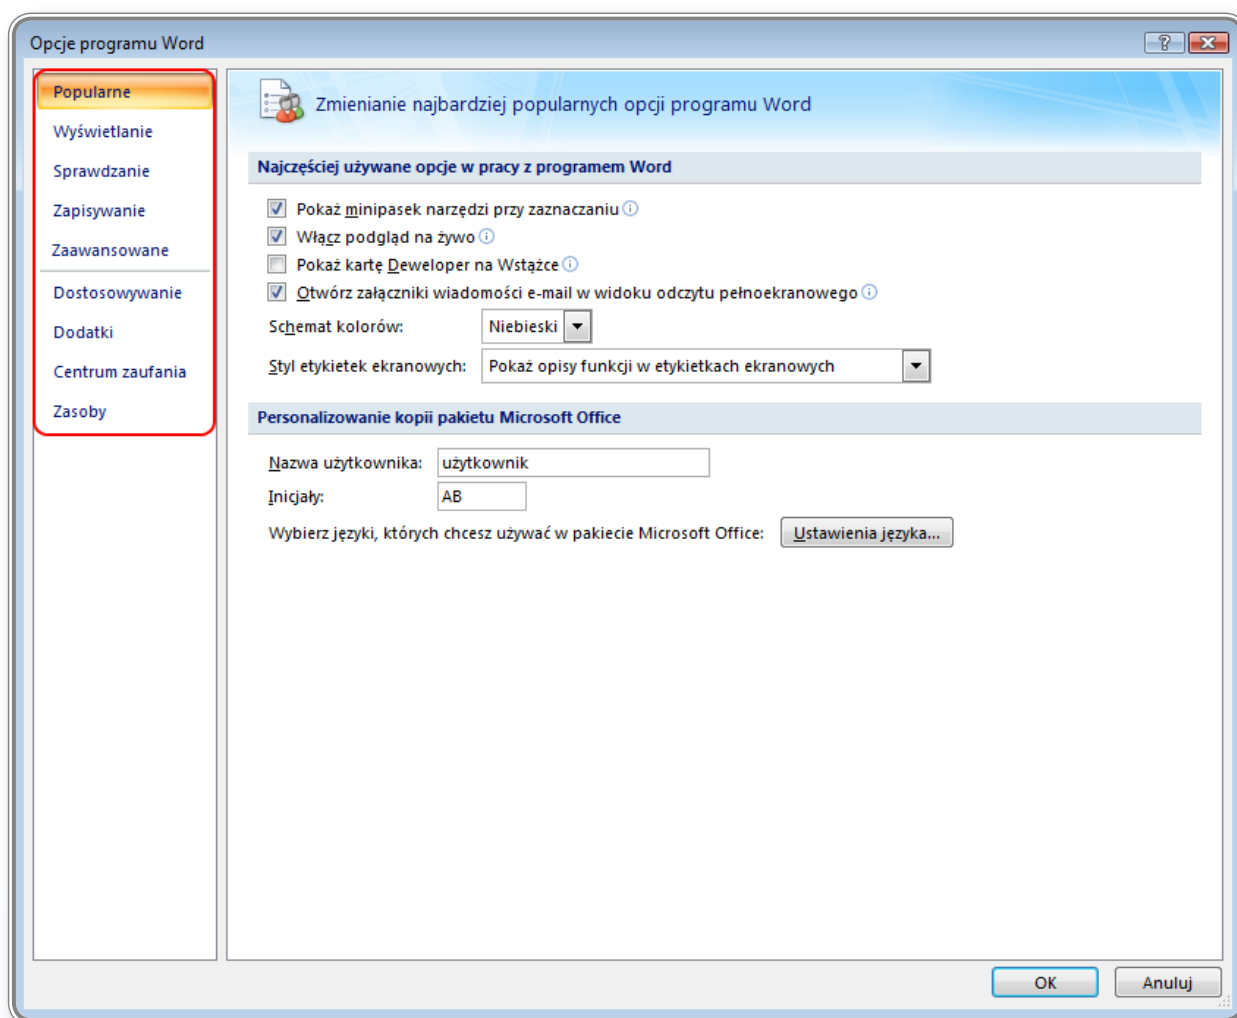 Opcje programu Word
Popularne
Wyświetlanie
Sprawdzanie
Zapisywanie
Zaawansowane
Dostosowywanie
Dodatki
Centrum zaufania
Zasoby
Zmienianie najbardziej popularnych opcji programu Word
Najczęściej używane opcje w pracy z programem Word
Pokaż minipasek narzędzi przy zaznaczaniu
Włącz podgląd na żywo
Pokaż kartę Deweloper na Wstążce
Otwórz załączniki wiadomości e-mail w widoku odczytu pełnoekranowego
Schemat kolorów: Niebieski
Styl etykietek ekranowych: Pokaż opisy funkcji w etykietkach ekranowych
Personalizowanie kopii pakietu Microsoft Office
Nazwa użytkownika: użytkownik
Inicjały: AB
Wybierz języki, których chcesz używać w pakiecie Microsoft Office: Ustawienia języka...
OK Anuluj